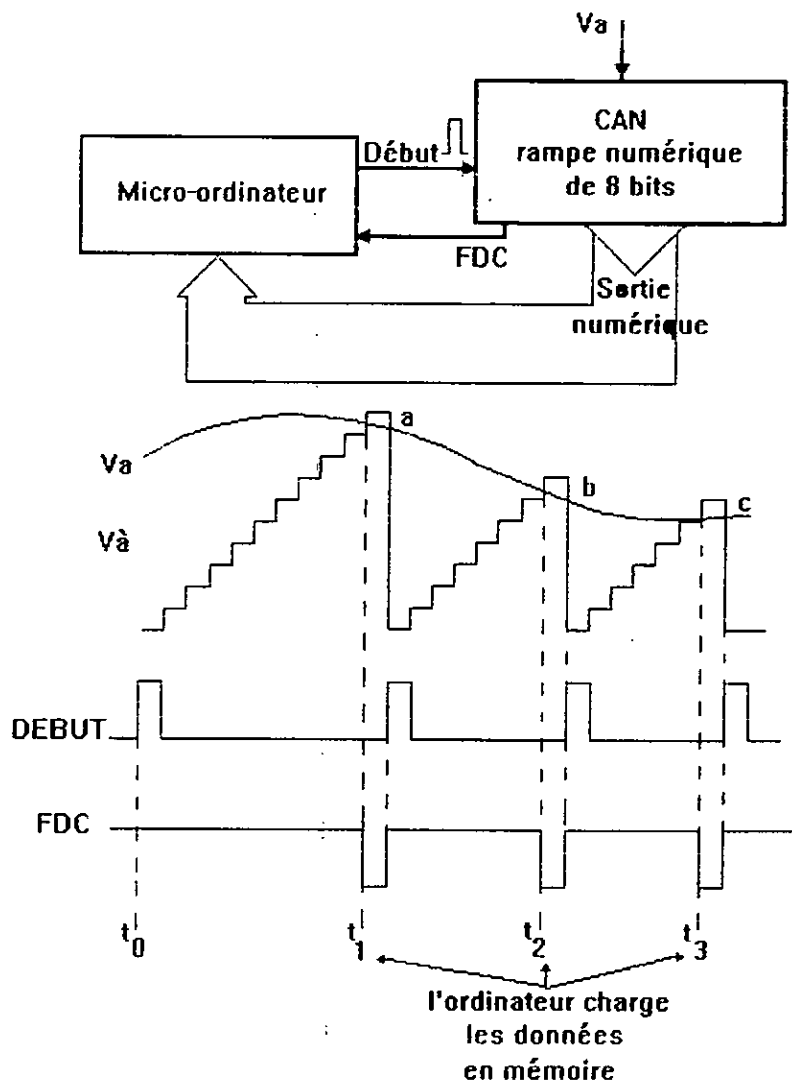 Va
CAN
rampe numérique
de 8 bits
Début
Micro-ordinateur
FDC
Sortie
numérique
a
Va
b
c
Và
DEBUT
FDC
t0
t1
t2
t3
l'ordinateur charge
les données
en mémoire